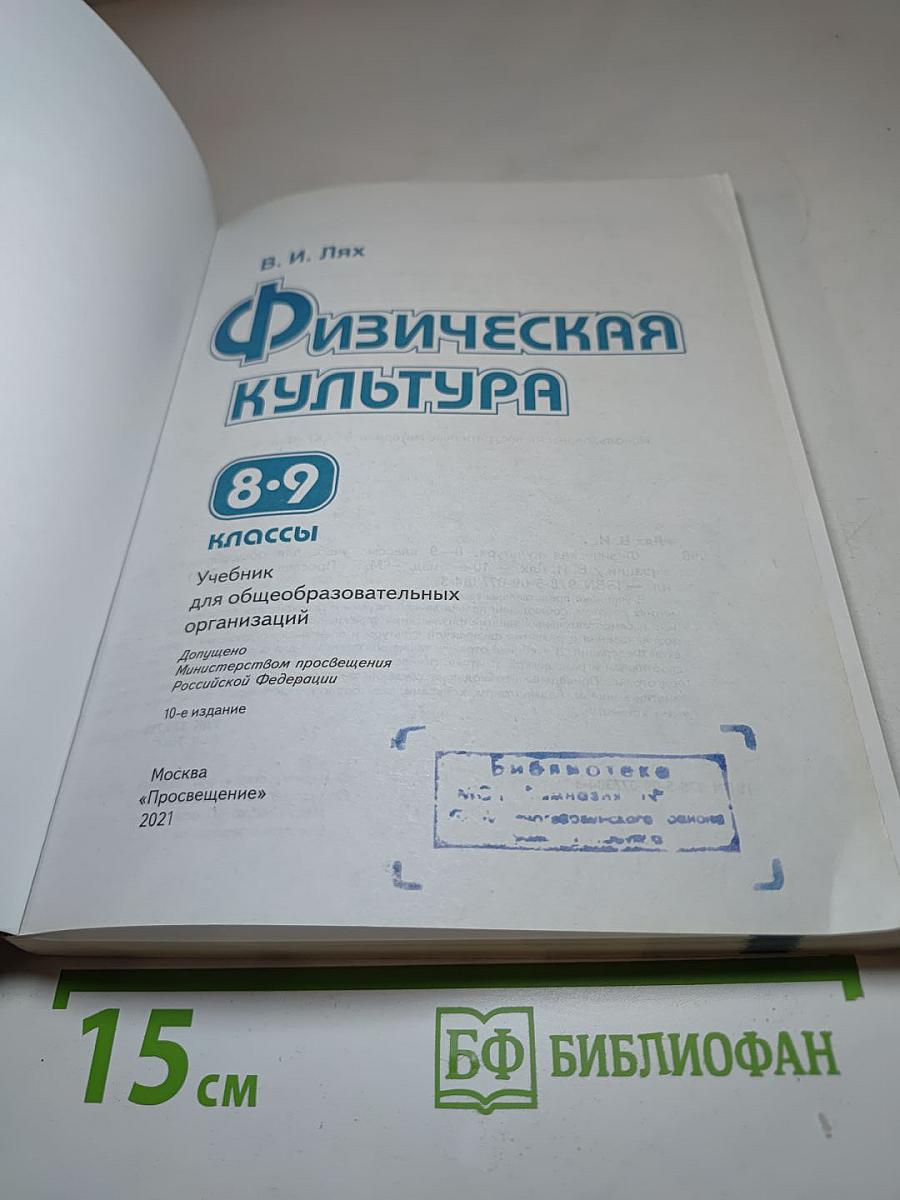 В. И. Лях
Физическая
культура
8•9
классы
Учебник
для общеобразовательных
организаций
Допущено
Министерством просвещения
Российской Федерации
10-е издание
Москва
«Просвещение»
2021
Библиотека
15 см
БФ БИБЛИОФАН